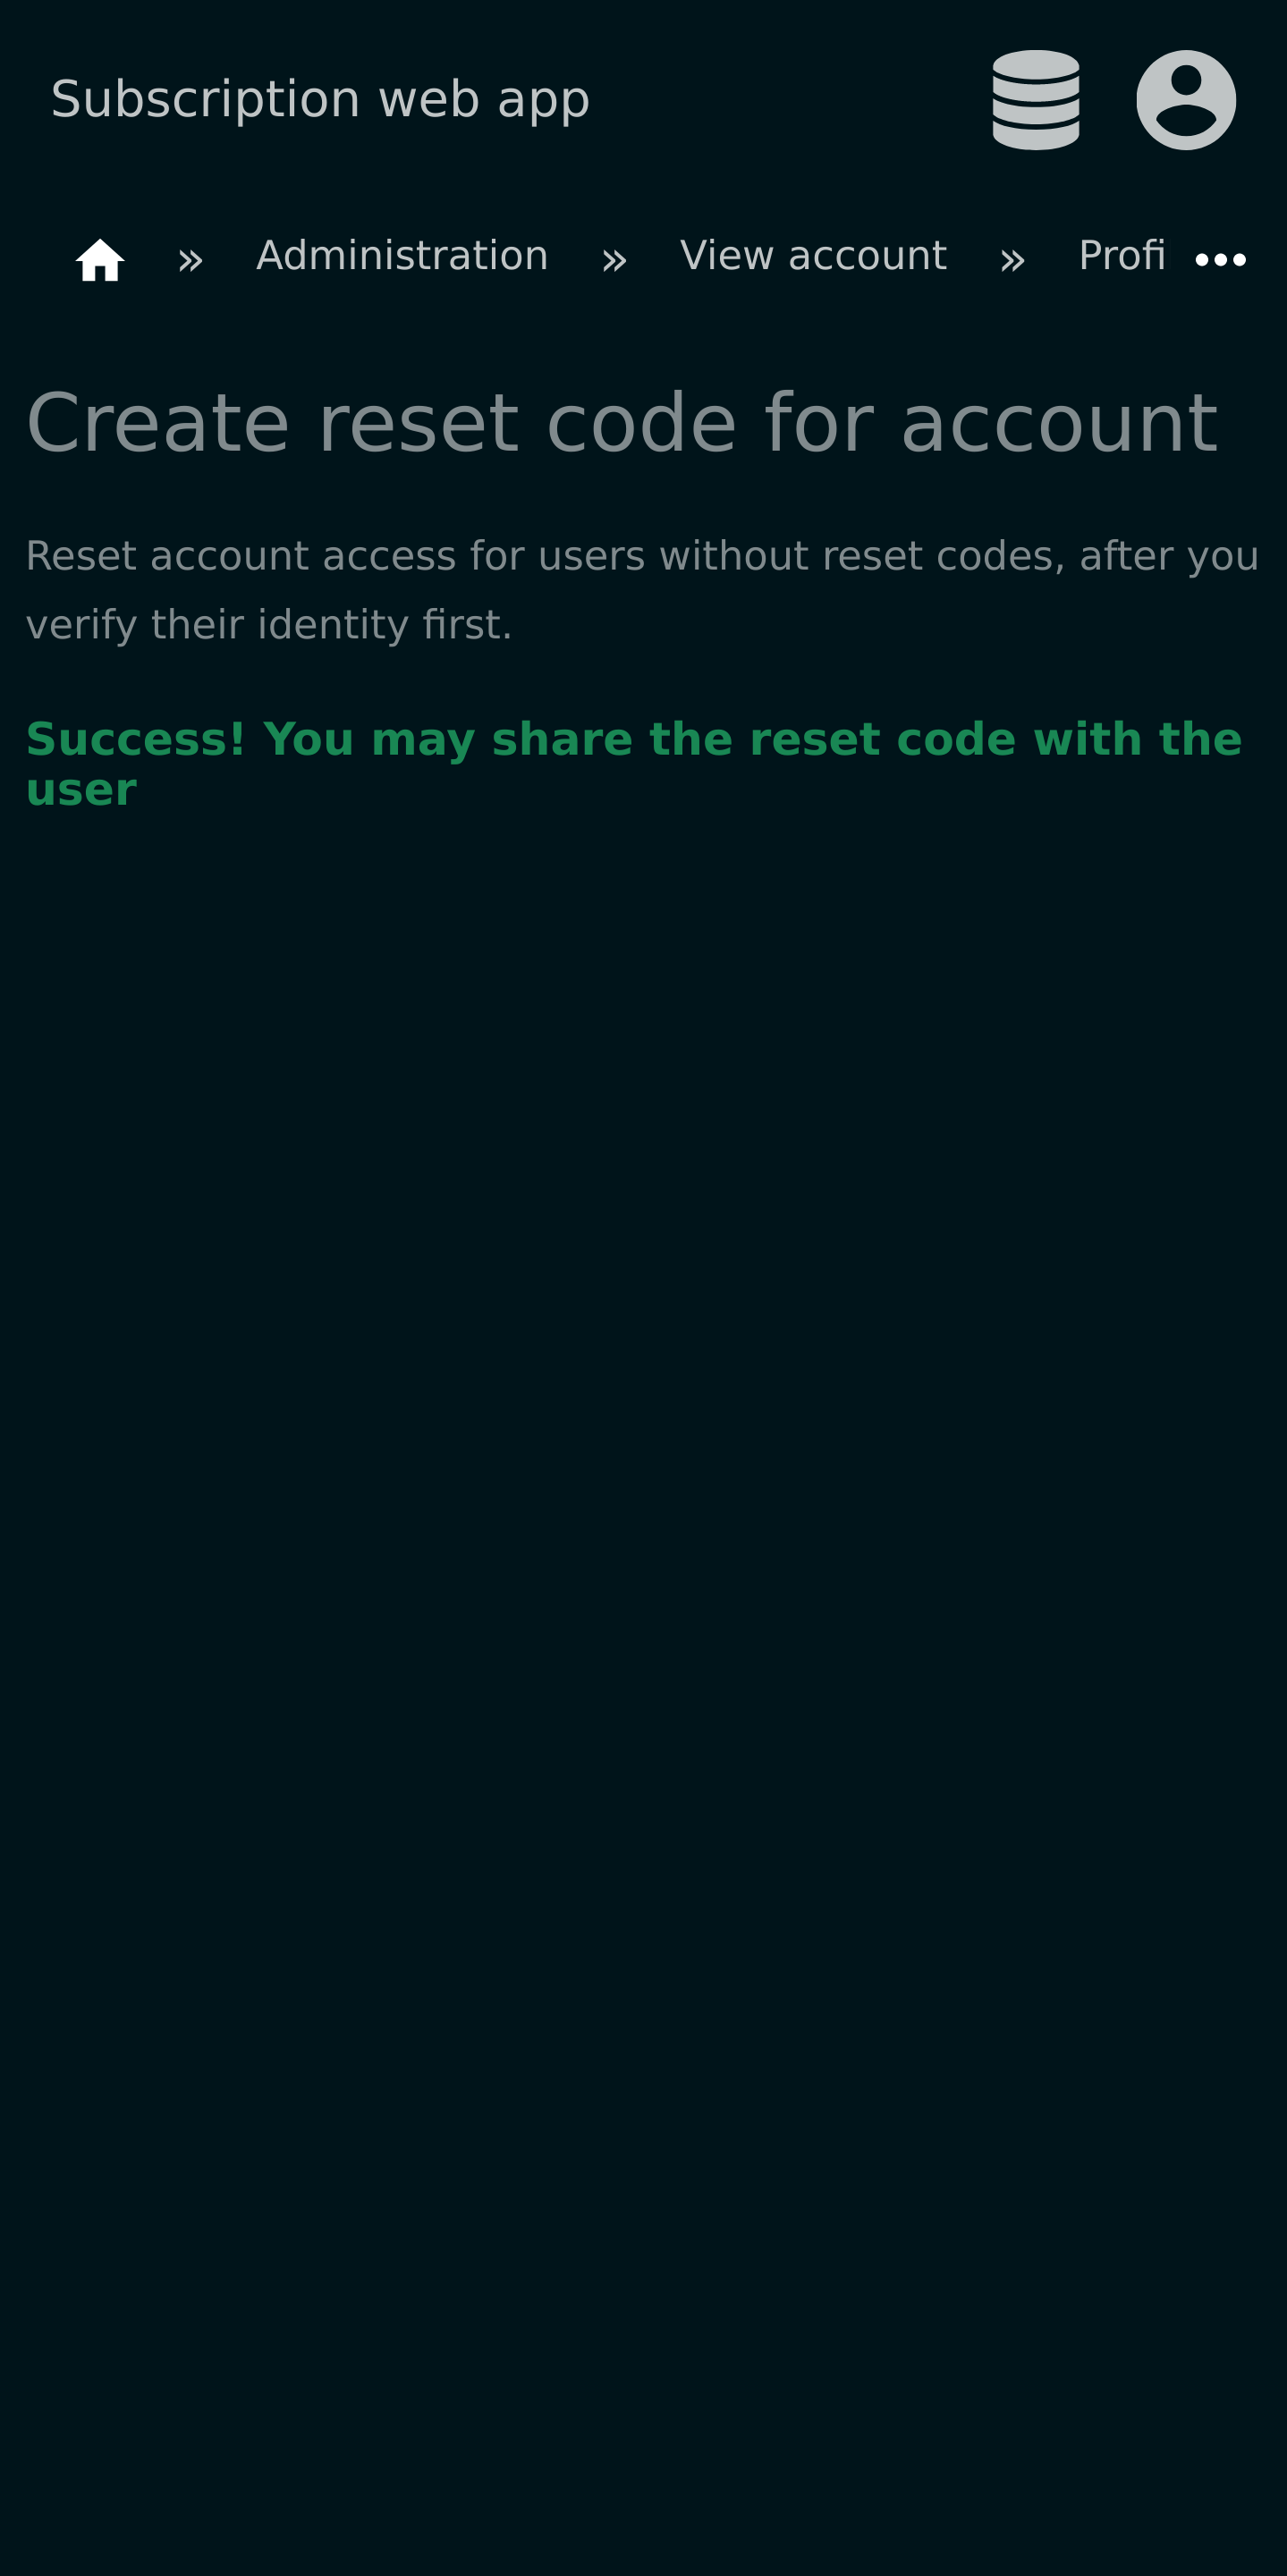 Subscription web app
» Administration » View account » Profi •••
Create reset code for account
Reset account access for users without reset codes, after you
verify their identity first.
Success! You may share the reset code with the
user